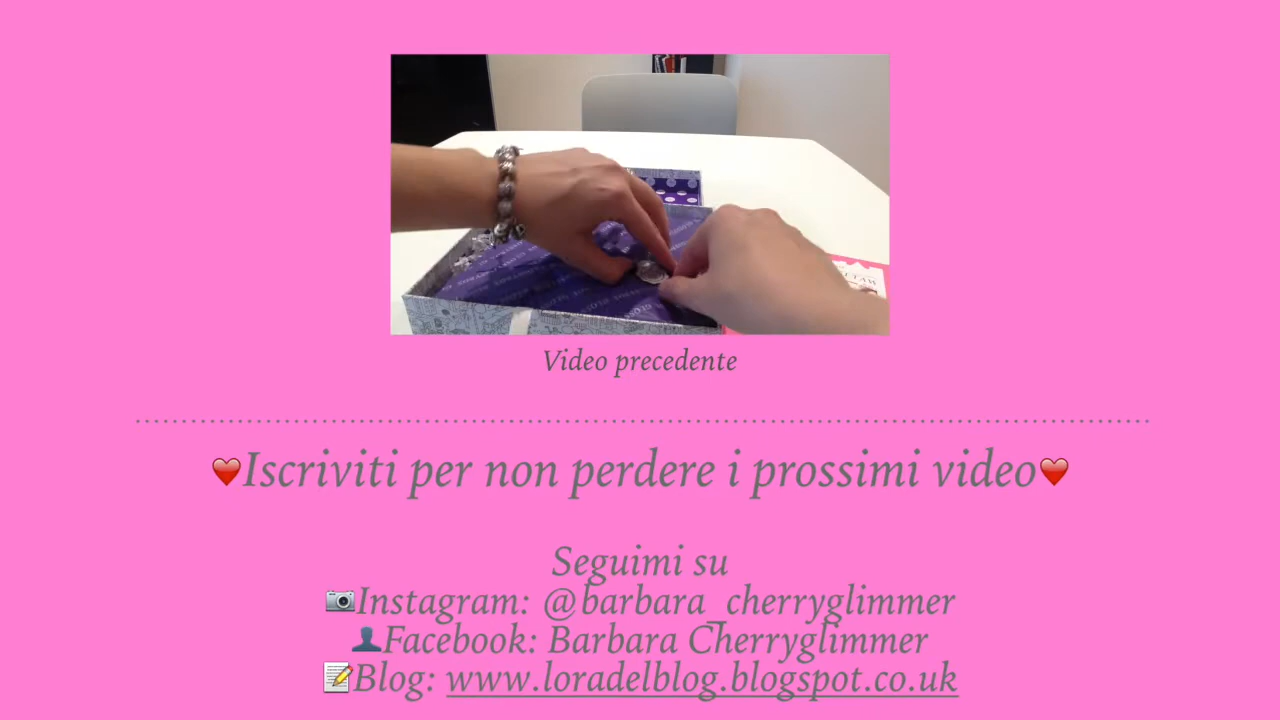 Video precedente
Iscriviti per non perdere i prossimi video
Seguimi su
Instagram: @barbara_cherryglimmer
Facebook: Barbara Cherryglimmer
Blog: www.loradelblog.blogspot.co.uk